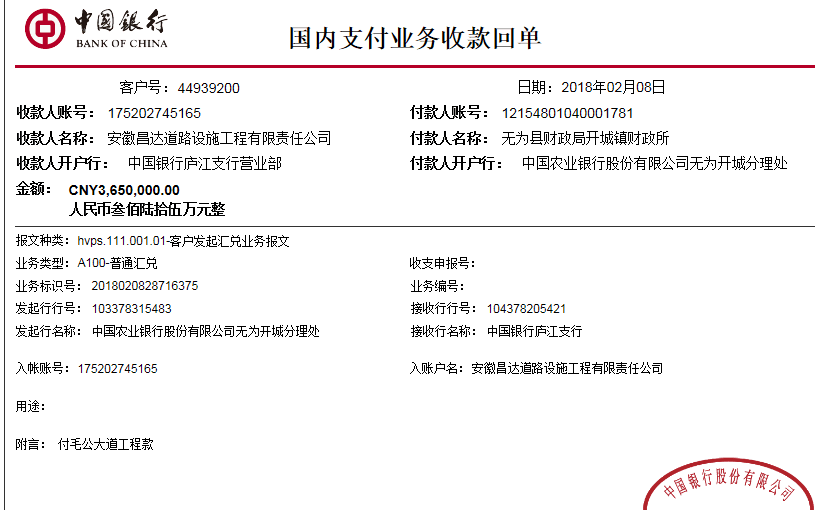 中国银行
BANK OF CHINA
国内支付业务收款回单
客户号：44939200 日期：2018年02月08日
收款人账号：175202745165 付款人账号：12154801040001781
收款人名称：安徽昌达道路设施工程有限责任公司 付款人名称：无为县财政局开城镇财政所
收款人开户行：中国银行庐江支行营业部 付款人开户行：中国农业银行股份有限公司无为开城分理处
金额：CNY3,650,000.00
人民币叁佰陆拾伍万元整
报文种类：hvps.111.001.01-客户发起汇兑业务报文
业务类型：A100-普通汇兑 收支申报号：
业务标识号：2018020828716375 业务编号：
发起行行号：103378315483 接收行行号：104378205421
发起行名称：中国农业银行股份有限公司无为开城分理处 接收行名称：中国银行庐江支行
入帐账号：175202745165 入账户名：安徽昌达道路设施工程有限责任公司
用途：
附言：付毛公大道工程款
中国银行股份有限公司